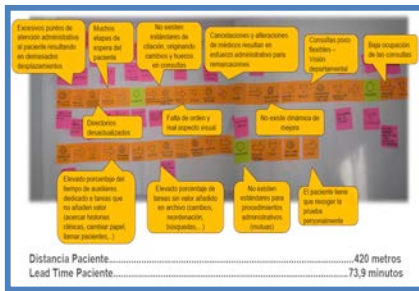 Excesivos puntos de
atención administrativa
al paciente resultando
en demasiados
desplazamientos
Muchos
etapas de
espera del
paciente
No existen
estándares de
citación, originando
cambios y huecos
en consultas
Cancelaciones y alteraciones
de médicos resultan en
esfuerzo administrativo para
remarcaciones
Consultas poco
flexibles –
Visión
departamental
Baja ocupación
de las consultas
Directorios
desactualizados
Falta de orden y
mal aspecto visual
No existe dinámica de
mejora
Elevado porcentaje del
tiempo de auxiliares
dedicado a tareas que
no añaden valor
(acercar historias
clínicas, cambiar papel,
llamar pacientes,...)
Elevado porcentaje de
tareas sin valor añadido
en archivo (cambios,
reordenación,
búsquedas,...)
No existen
estándares para
procedimientos
administrativos
(mutuas)
El paciente tiene
que recoger la
prueba
personalmente
Distancia Paciente.....420 metros
Lead Time Paciente.....73,9 minutos